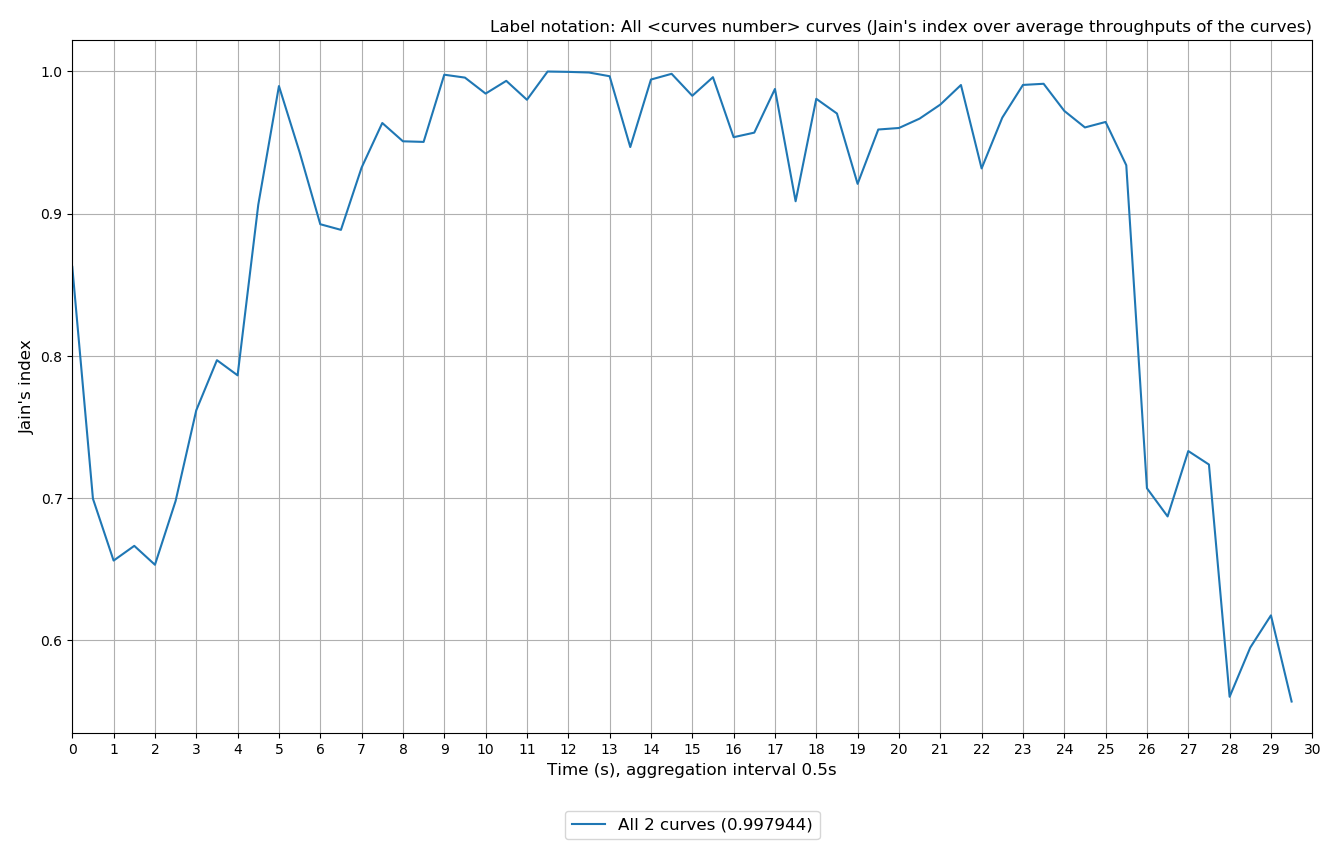 Label notation: All <curves number> curves (Jain's index over average throughputs of the curves)
1.0
0.9
0.8
0.7
0.6
Jain's index
0 1 2 3 4 5 6 7 8 9 10 11 12 13 14 15 16 17 18 19 20 21 22 23 24 25 26 27 28 29 30
Time (s), aggregation interval 0.5s
All 2 curves (0.997944)